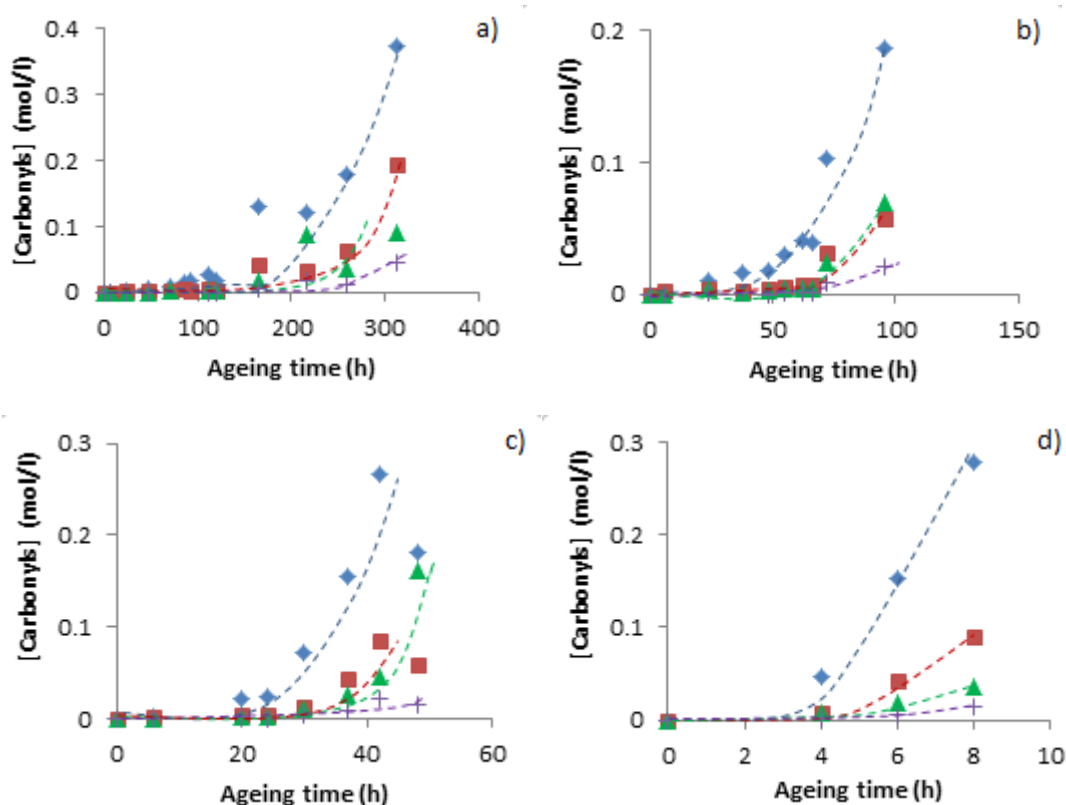 a)
[Carbonyls] (mol/l)
0.4
0.3
0.2
0.1
0
0 100 200 300 400
Ageing time (h)
b)
[Carbonyls] (mol/l)
0.2
0.1
0
0 50 100 150
Ageing time (h)
c)
[Carbonyls] (mol/l)
0.3
0.2
0.1
0
0 20 40 60
Ageing time (h)
d)
[Carbonyls] (mol/l)
0.3
0.2
0.1
0
0 2 4 6 8 10
Ageing time (h)